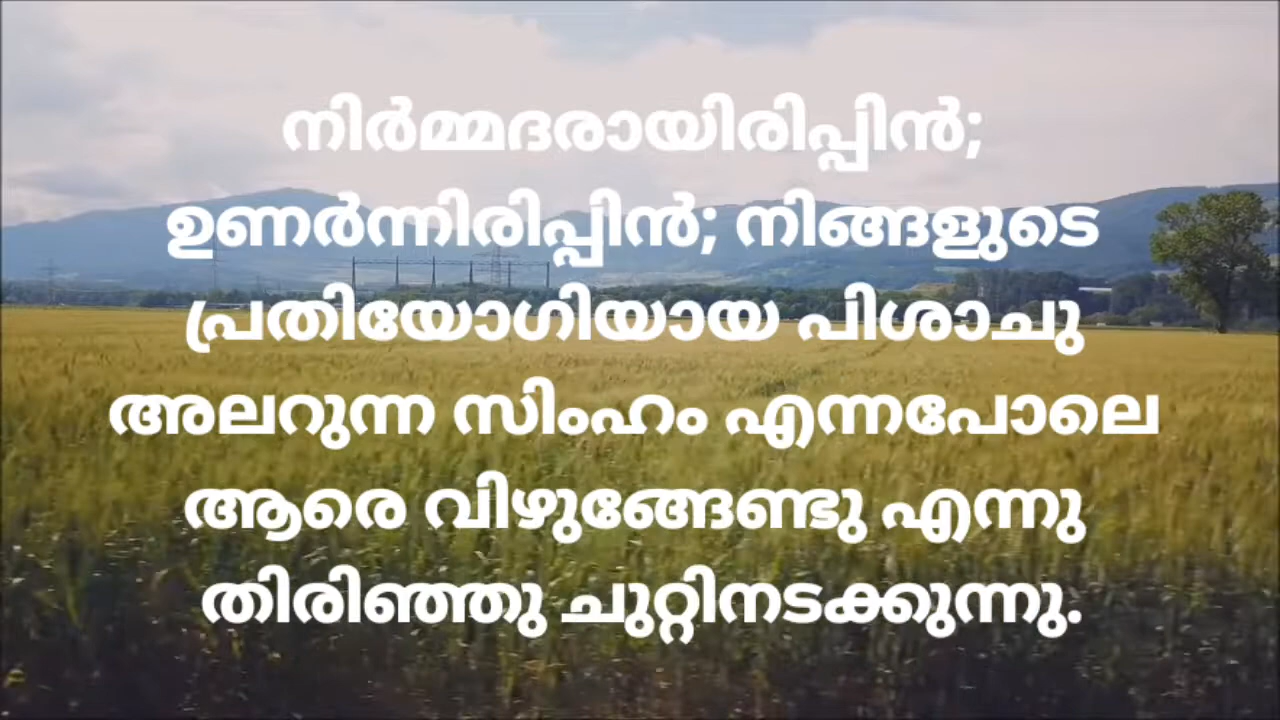 നിർമ്മദരായിരിപ്പിൻ;
ഉണർന്നിരിപ്പിൻ; നിങ്ങളുടെ
പ്രതിയോഗിയായ പിശാചു
അലറുന്ന സിംഹം എന്നപോലെ
ആരെ വിഴുങ്ങേണ്ടു എന്നു
തിരിഞ്ഞു ചുറ്റിനടക്കുന്നു.